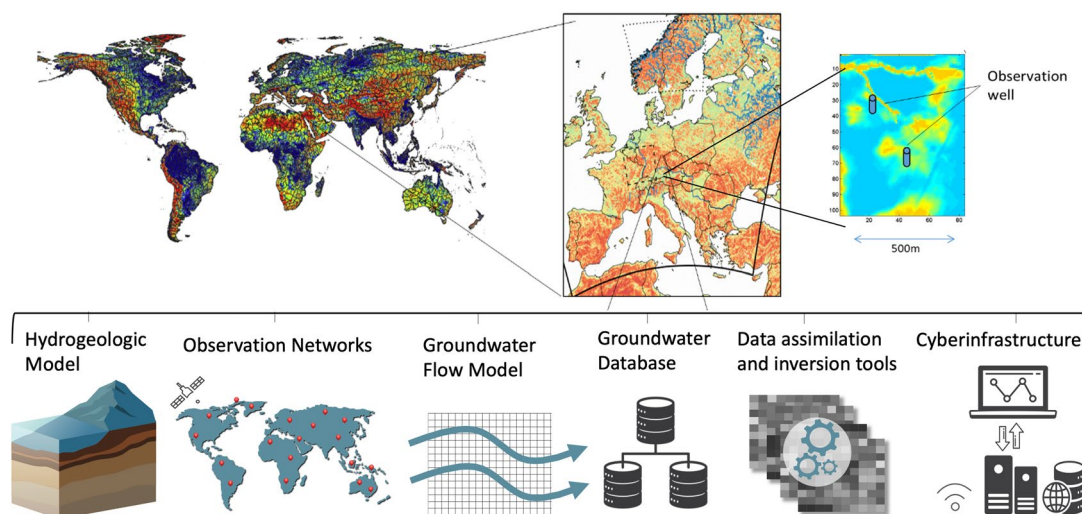 Observation
well
10
20
30
40
50
60
70
80
90
100
20
40
60
80
500m
Hydrogeologic
Model
Observation Networks
Groundwater
Flow Model
Groundwater
Database
Data assimilation
and inversion tools
Cyberinfrastructure